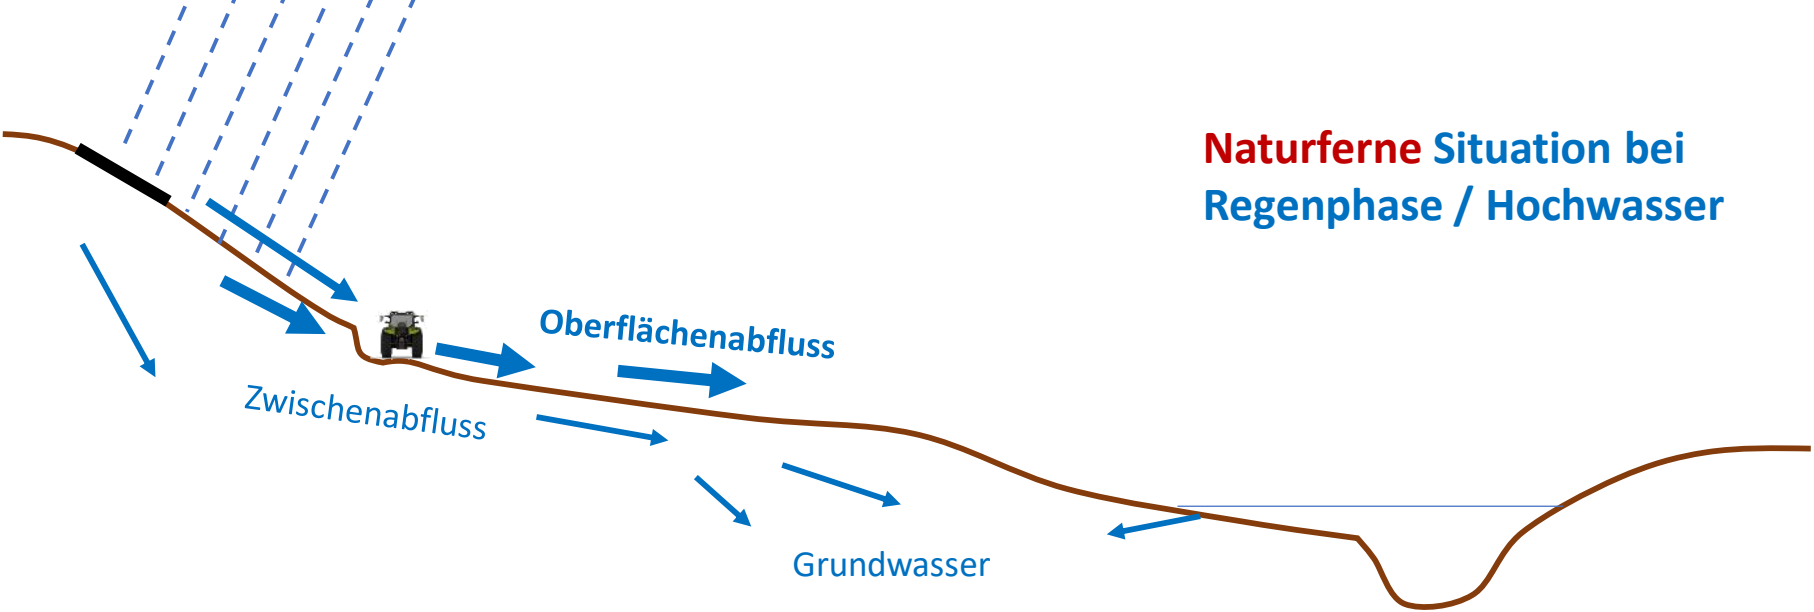 Naturferne Situation bei
Regenphase / Hochwasser
Oberflächenabfluss
Zwischenabfluss
Grundwasser